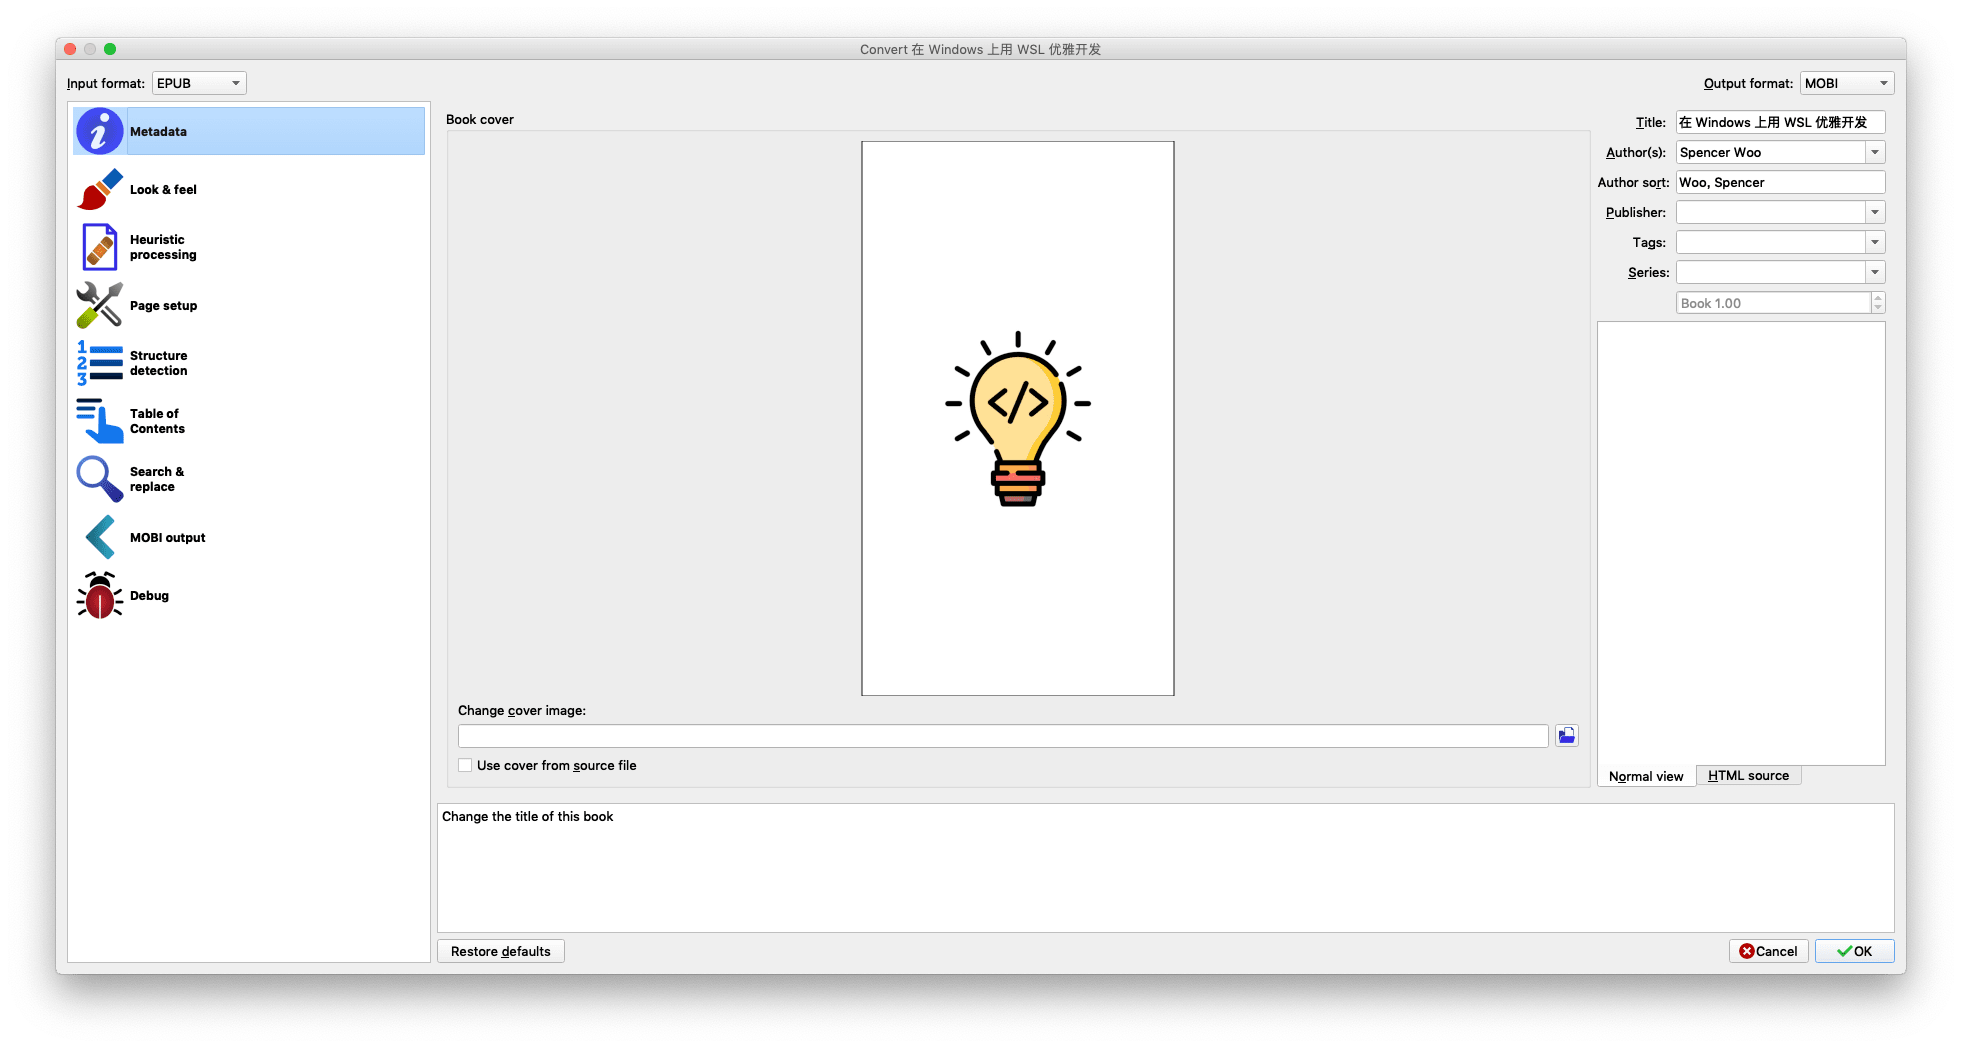 Convert 在 Windows 上用 WSL 优雅开发
Input format: EPUB
Output format: MOBI
Metadata
Look & feel
Heuristic
processing
Page setup
1
2
3
Structure
detection
Table of
Contents
Search &
replace
MOBI output
Debug
Book cover
</>
Change cover image:
Use cover from source file
Title: 在 Windows 上用 WSL 优雅开发
Author(s): Spencer Woo
Author sort: Woo, Spencer
Publisher:
Tags:
Series:
Book 1.00
Normal view
HTML source
Change the title of this book
Restore defaults
Cancel
OK